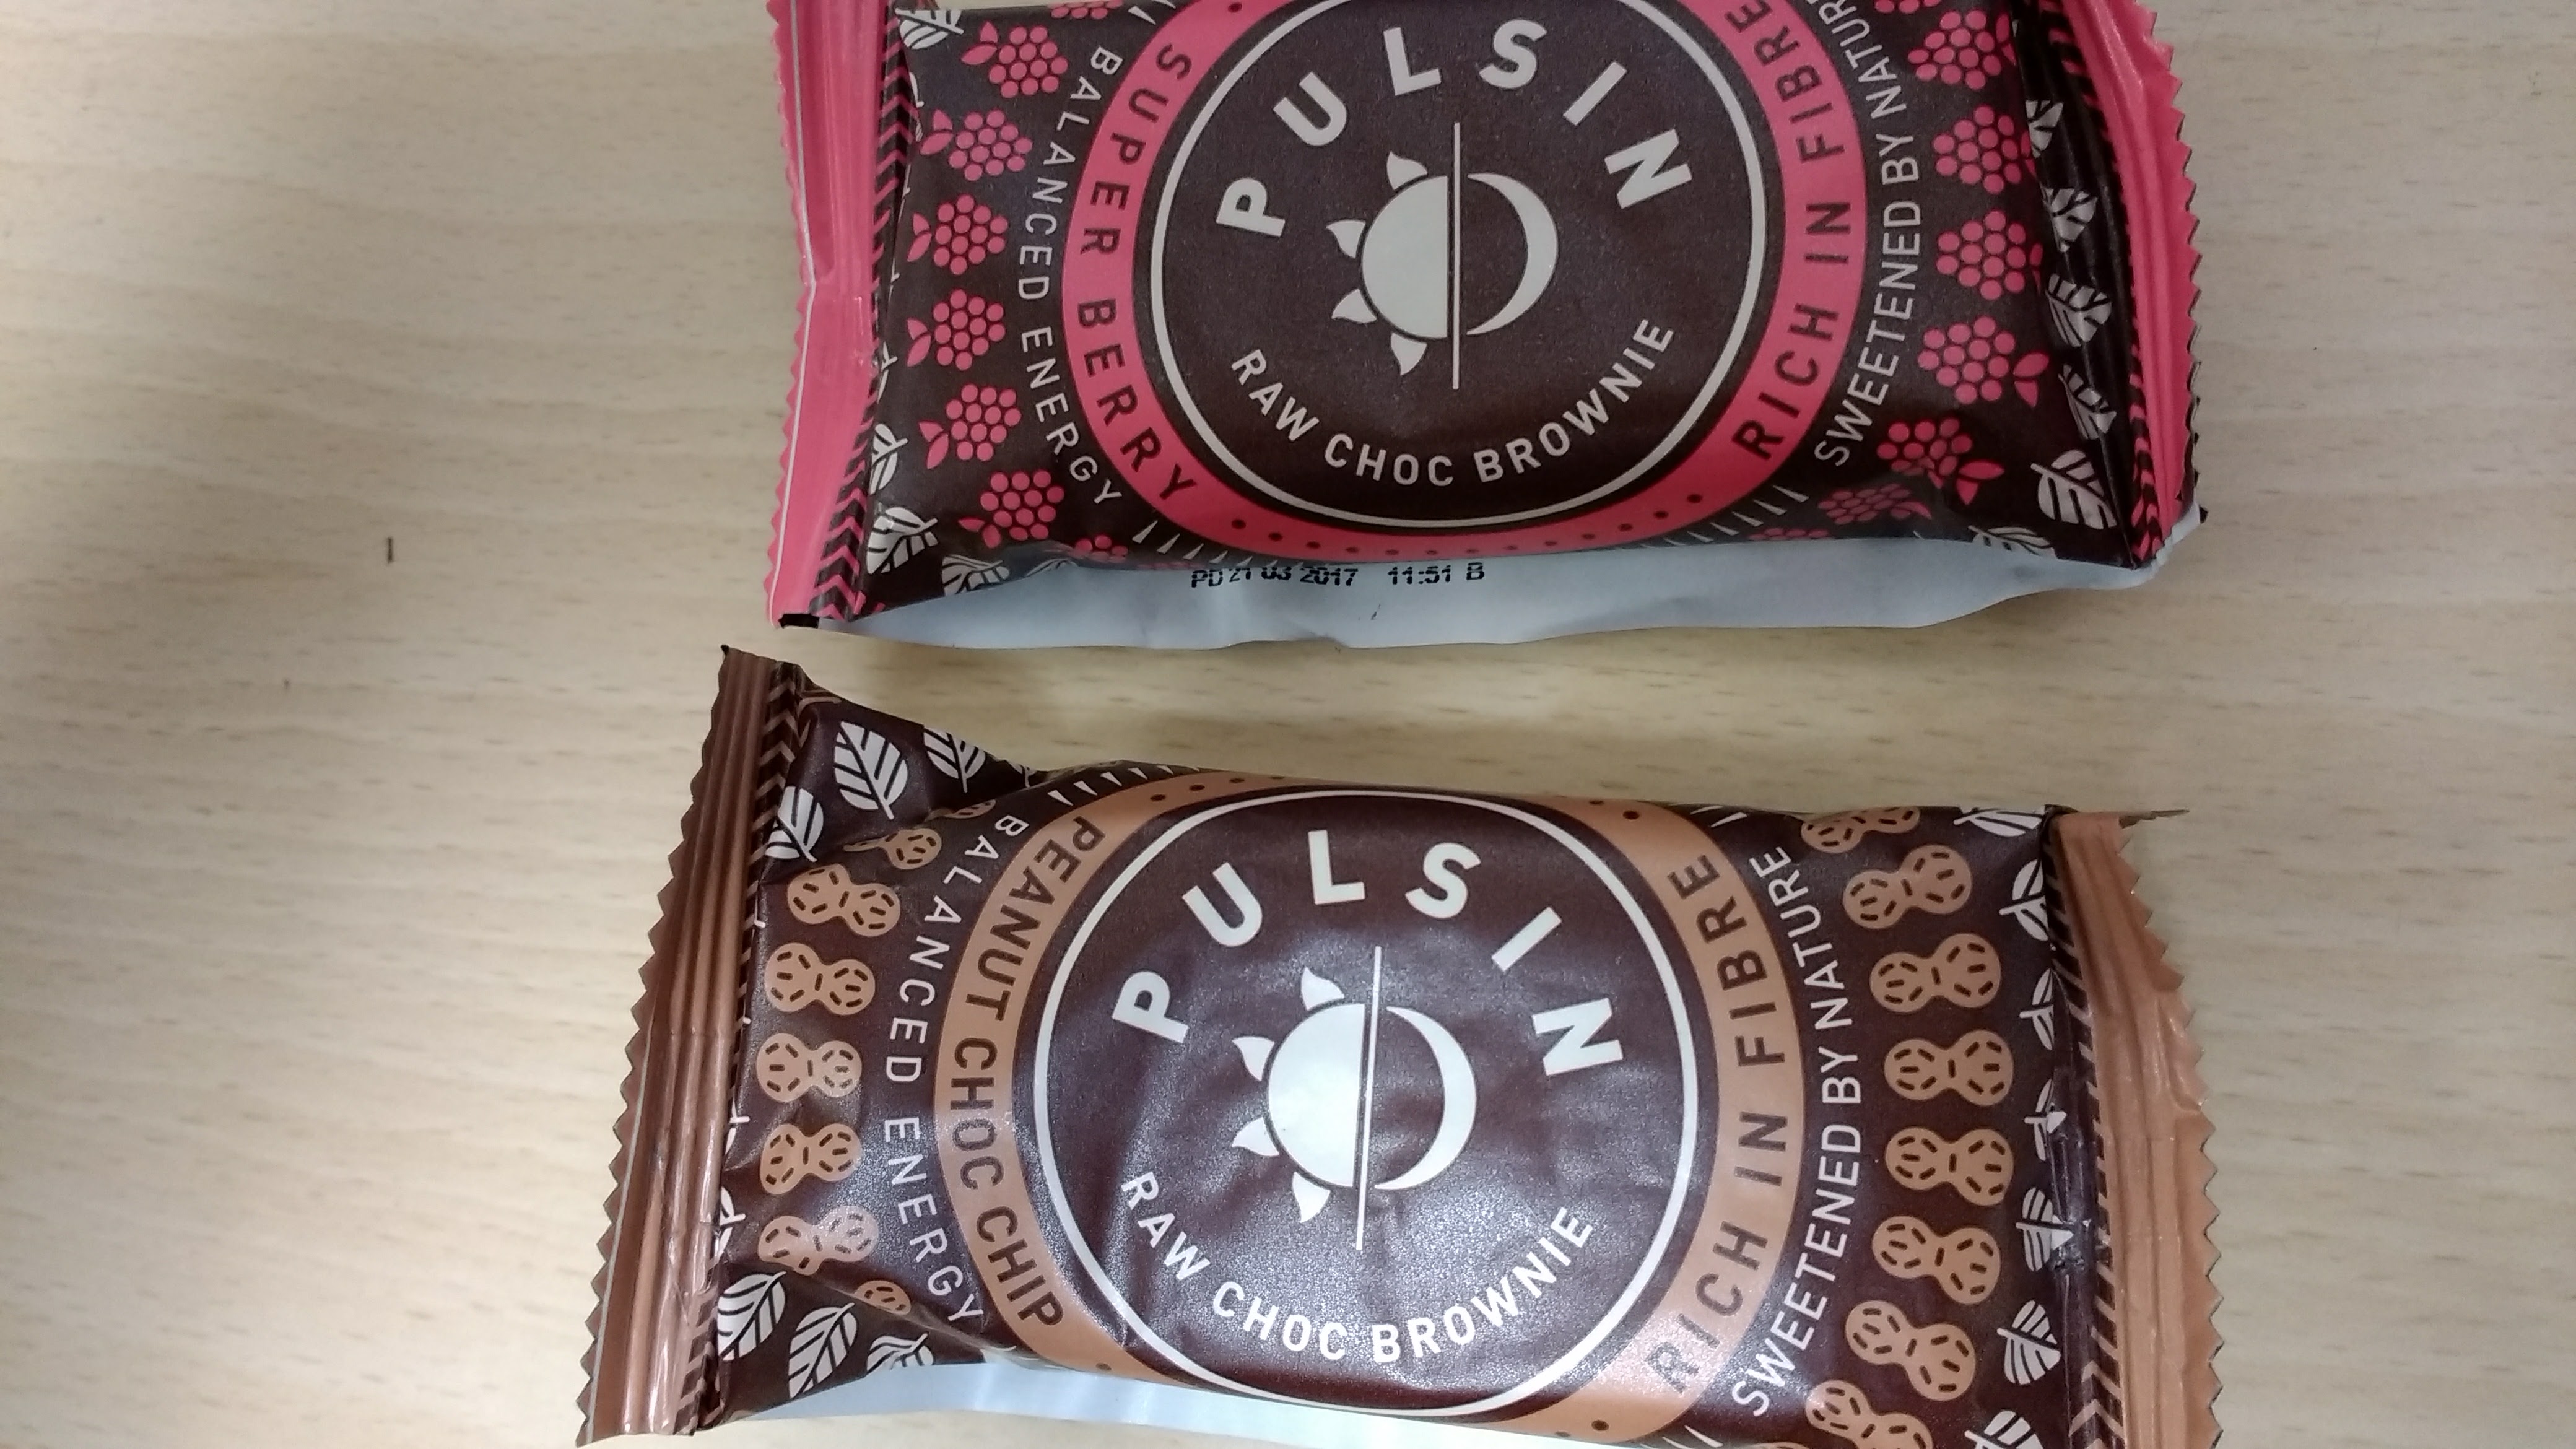 BALANCED ENERGY
SUPER BERRY
PULSIN
RAW CHOC BROWNIE
RICH IN FIBRE
SWEETENED BY NATURE
PD 21 03 2017 11:51 B
BALANCED ENERGY
PEANUT CHOC CHIP
PULSIN
RAW CHOC BROWNIE
RICH IN FIBRE
SWEETENED BY NATURE